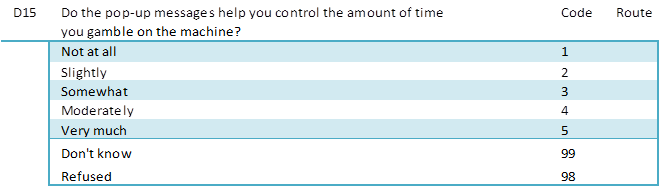 D15 Do the pop-up messages help you control the amount of time Code Route
you gamble on the machine?
Not at all 1
Slightly 2
Somewhat 3
Moderately 4
Very much 5
Don't know 99
Refused 98